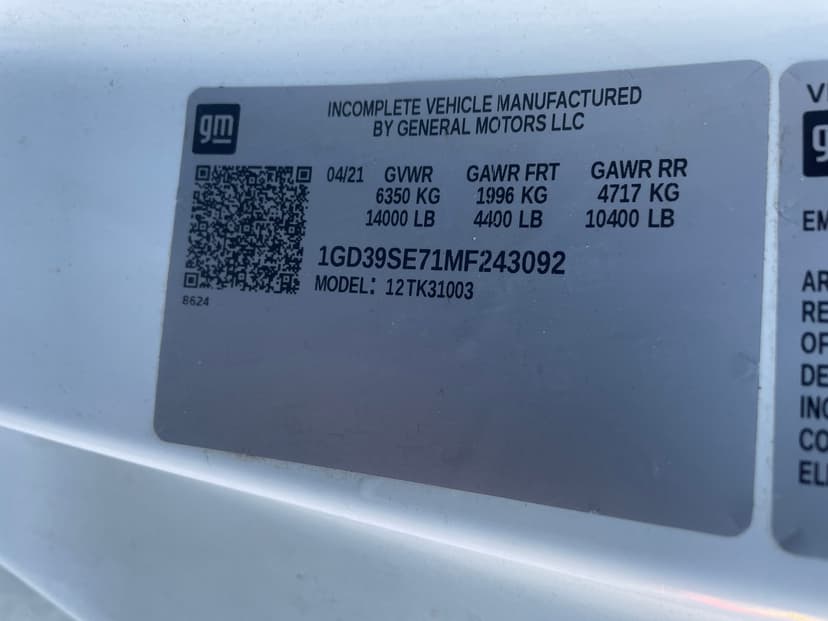 gm
INCOMPLETE VEHICLE MANUFACTURED
BY GENERAL MOTORS LLC
04/21 GVWR GAWR FRT GAWR RR
6350 KG 1996 KG 4717 KG
14000 LB 4400 LB 10400 LB
1GD39SE71MF243092
MODEL: 12TK31003
8624
EM
AR
RE
OF
DE
INC
CO